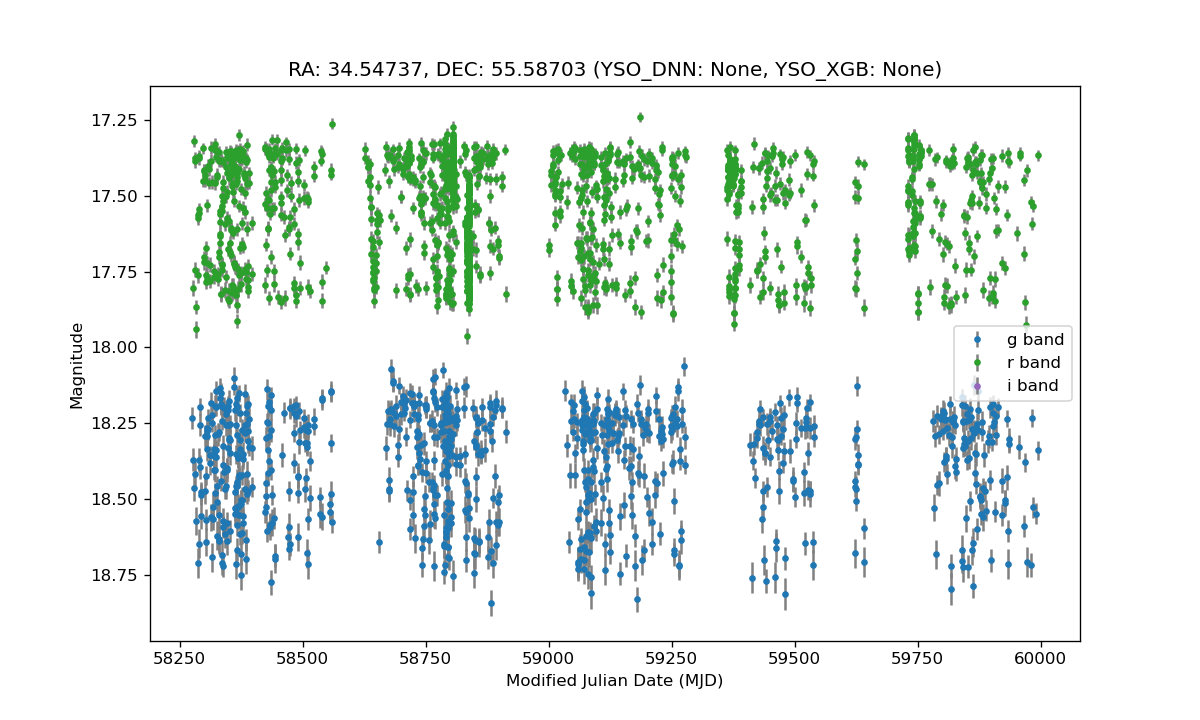 RA: 34.54737, DEC: 55.58703 (YSO_DNN: None, YSO_XGB: None)
Magnitude
17.25
17.50
17.75
18.00
18.25
18.50
18.75
g band
r band
i band
58250 58500 58750 59000 59250 59500 59750 60000
Modified Julian Date (MJD)